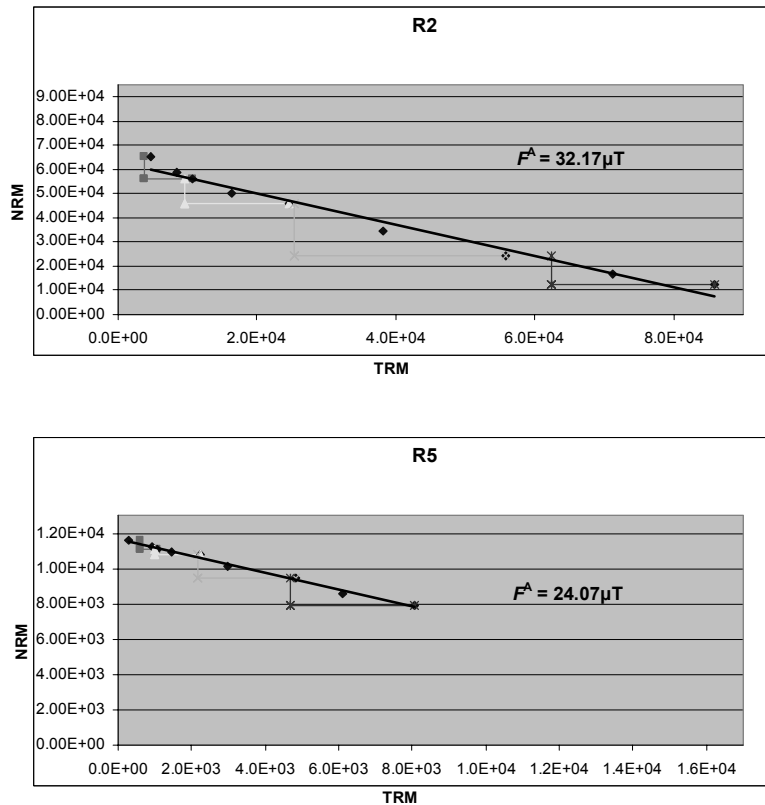 R2
9.00E+04
8.00E+04
7.00E+04
6.00E+04
5.00E+04
4.00E+04
3.00E+04
2.00E+04
1.00E+04
0.00E+00
NRM
Fᴬ = 32.17µT
0.0E+00 2.0E+04 4.0E+04 6.0E+04 8.0E+04
TRM
R5
1.20E+04
1.00E+04
8.00E+03
6.00E+03
4.00E+03
2.00E+03
0.00E+00
NRM
Fᴬ = 24.07µT
0.0E+00 2.0E+03 4.0E+03 6.0E+03 8.0E+03 1.0E+04 1.2E+04 1.4E+04 1.6E+04
TRM